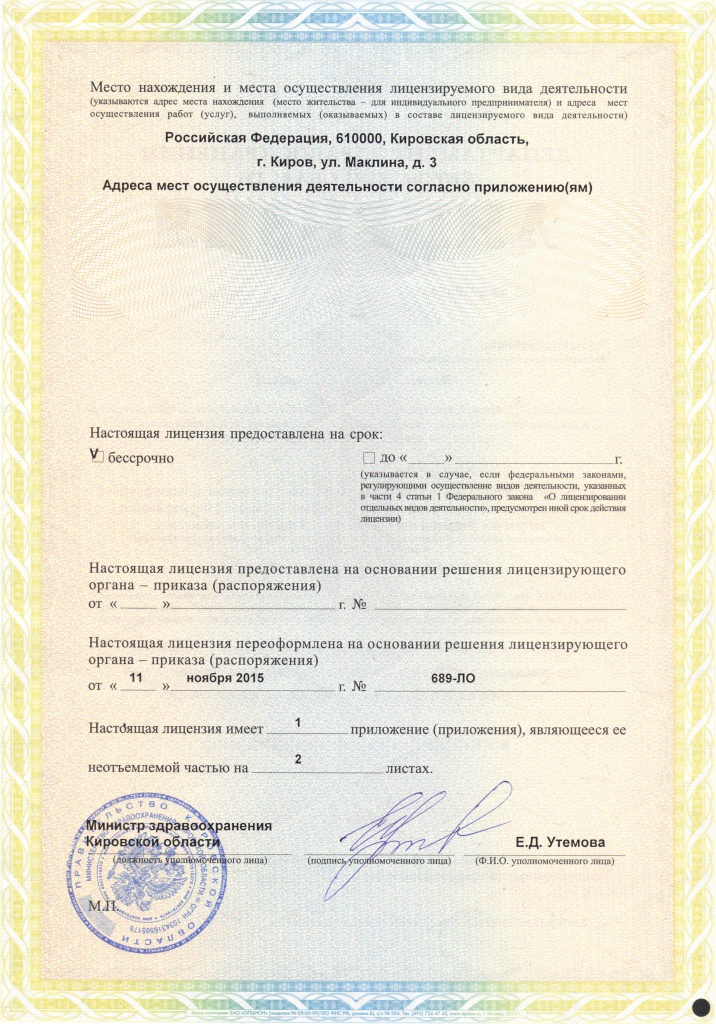 Место нахождения и места осуществления лицензируемого вида деятельности
(указываются адрес места нахождения (место жительства – для индивидуального предпринимателя) и адреса мест
осуществления работ (услуг), выполняемых (оказываемых) в составе лицензируемого вида деятельности)
Российская Федерация, 610000, Кировская область,
г. Киров, ул. Маклина, д. 3
Адреса мест осуществления деятельности согласно приложению(ям)
Настоящая лицензия предоставлена на срок:
V бессрочно
до «____»____________________г.
(указывается в случае, если федеральными законами,
регулирующими осуществление видов деятельности, указанных
в части 4 статьи 1 Федерального закона «О лицензировании
отдельных видов деятельности», предусмотрен иной срок действия
лицензии)
Настоящая лицензия предоставлена на основании решения лицензирующего
органа – приказа (распоряжения)
от «____»____________________г. №____________________
Настоящая лицензия переоформлена на основании решения лицензирующего
органа – приказа (распоряжения)
от « 11 » ноября 2015 г. № 689-ЛО
Настоящая лицензия имеет 1 приложение (приложения), являющееся ее
неотъемлемой частью на 2 листах.
Министр здравоохранения
Кировской области
Е.Д. Утемова
(должность уполномоченного лица)
(подпись уполномоченного лица)
(Ф.И.О. уполномоченного лица)
М.П.
ПРАВИТЕЛЬСТВО КИРОВСКОЙ ОБЛАСТИ